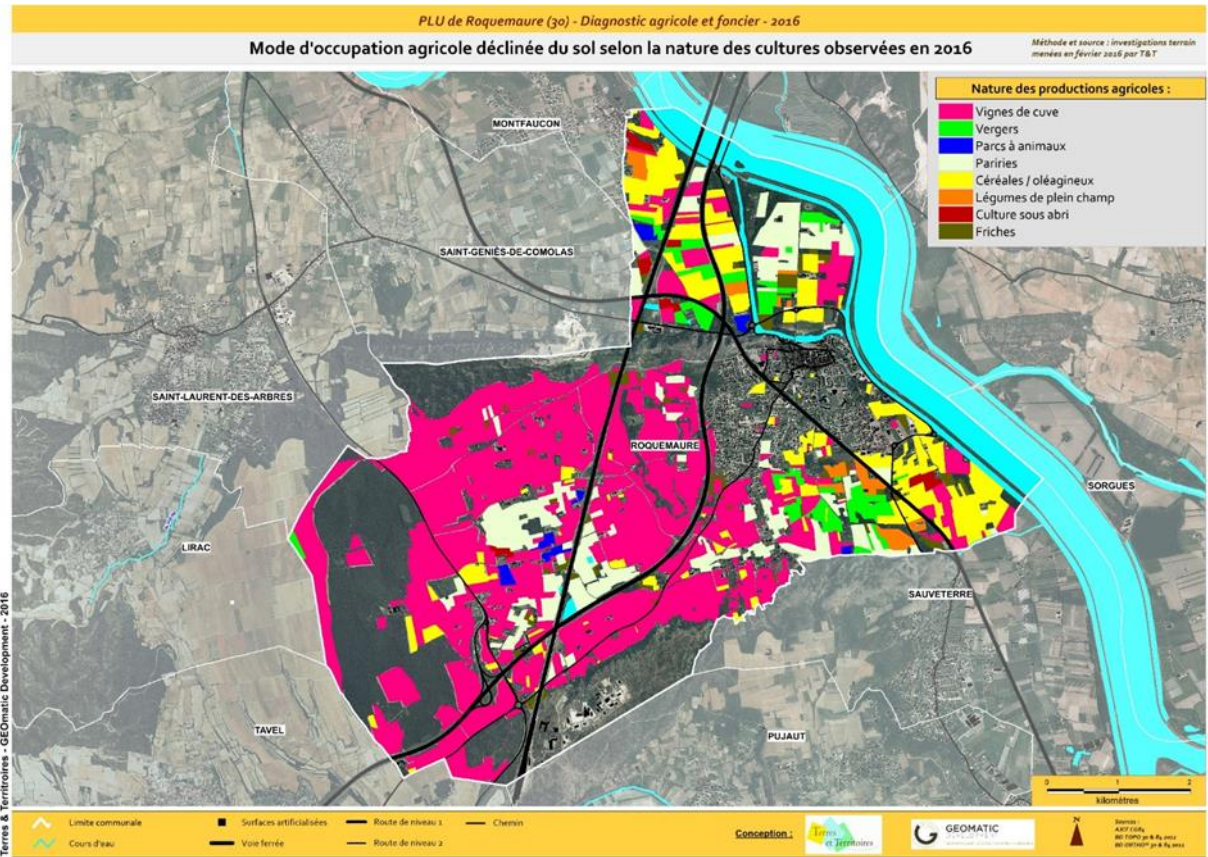 PLU de Roquemaure (30) - Diagnostic agricole et foncier - 2016
Mode d'occupation agricole déclinée du sol selon la nature des cultures observées en 2016
Méthode et source : investigations terrain
menées en février 2016 par T&T
Nature des productions agricoles :
Vignes de cuve
Vergers
Parcs à animaux
Pariries
Céréales / oléagineux
Légumes de plein champ
Culture sous abri
Friches
MONTFAUCON
SAINT-GENIÈS-DE-COMOLAS
SAINT-LAURENT-DES-ARBRES
ROQUEMAURE
SORGUES
LIRAC
SAUVETERRE
TAVEL
PUJAUT
0 1 2
kilomètres
Terres & Territroires - GEOmatic Development - 2016
Limite communale
Surfaces artificialisées
Route de niveau 1
Chemin
Cours d'eau
Voie ferrée
Route de niveau 2
Conception :
Terres
et Territoires
GEOMATIC
DEVELOPMENT
N
Sources :